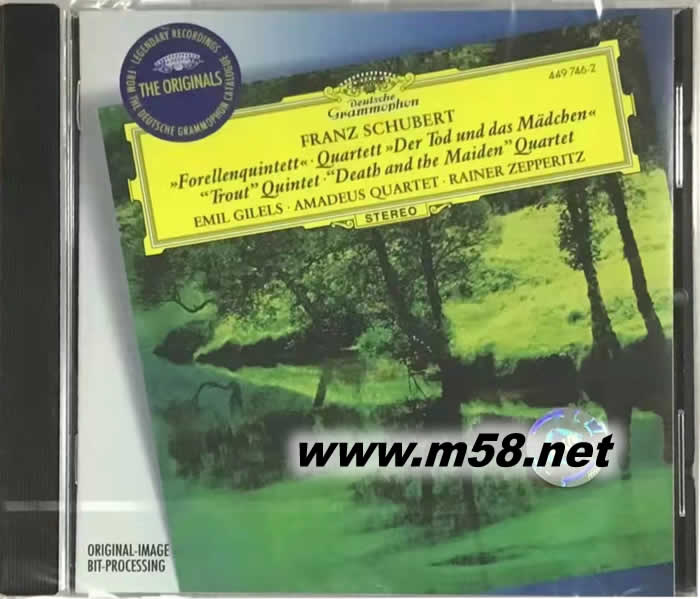 · LEGENDARY RECORDINGS ·
FROM THE DEUTSCHE GRAMMOPHON CATALOGUE
THE ORIGINALS
449 746-2
Deutsche
Grammophon
FRANZ SCHUBERT
»Forellenquintett« · Quartett »Der Tod und das Mädchen«
“Trout” Quintet · “Death and the Maiden” Quartet
EMIL GILELS · AMADEUS QUARTET · RAINER ZEPPERITZ
STEREO
www.m58.net
ORIGINAL-IMAGE
BIT-PROCESSING